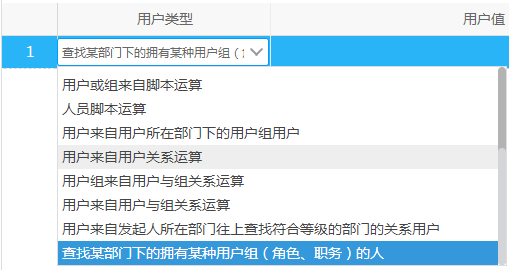 用户类型 用户值
1 查找某部门下的拥有某种用户组（
用户或组来自脚本运算
人员脚本运算
用户来自用户所在部门下的用户组用户
用户来自用户关系运算
用户组来自用户与组关系运算
用户来自用户与组关系运算
用户来自发起人所在部门往上查找符合等级的部门的关系用户
查找某部门下的拥有某种用户组（角色、职务）的人